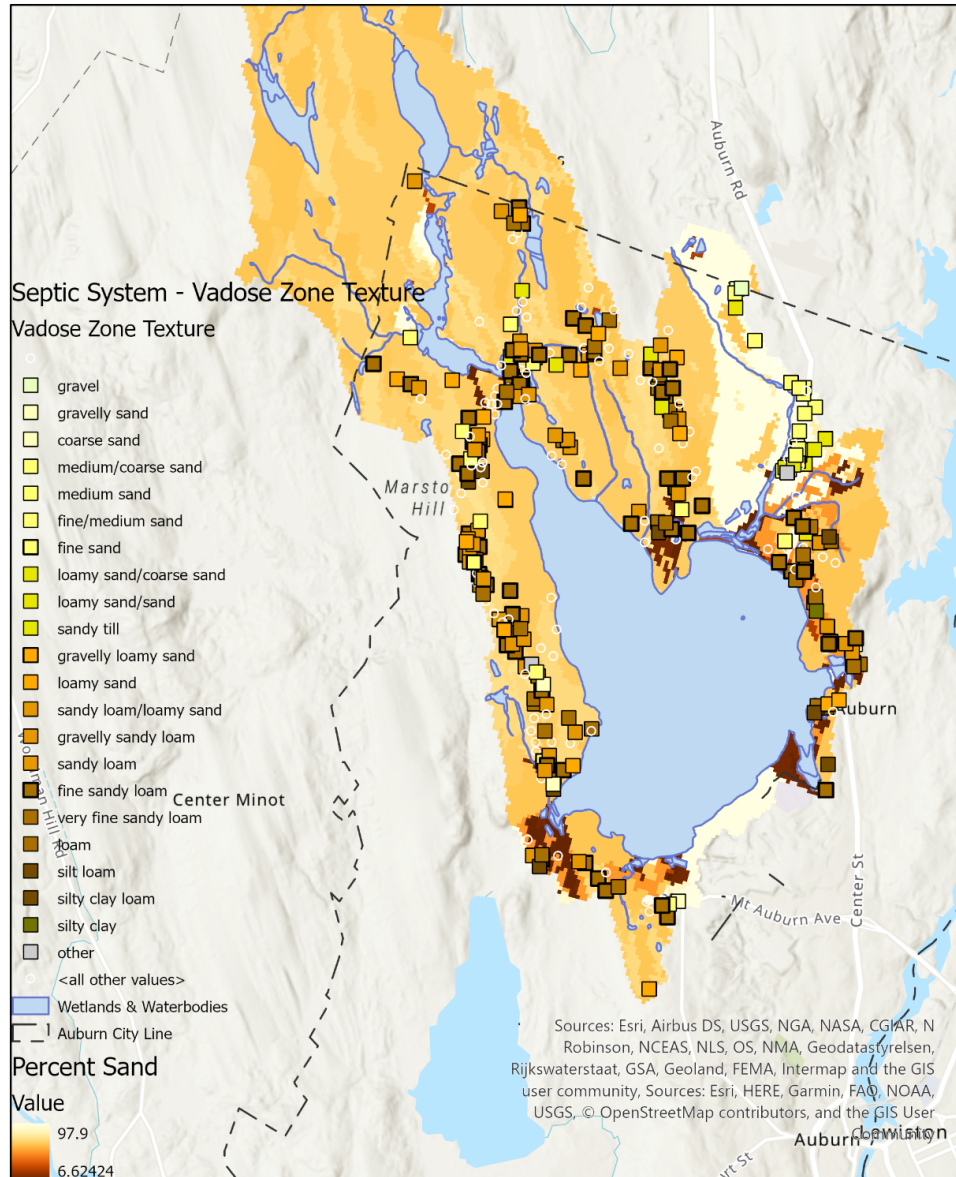 Auburn Rd
Septic System - Vadose Zone Texture
Vadose Zone Texture
gravel
gravelly sand
coarse sand
medium/coarse sand
medium sand
fine/medium sand
fine sand
loamy sand/coarse sand
loamy sand/sand
sandy till
gravelly loamy sand
loamy sand
sandy loam/loamy sand
gravelly sandy loam
sandy loam
fine sandy loam
very fine sandy loam
loam
silt loam
silty clay loam
silty clay
other
<all other values>
Wetlands & Waterbodies
Auburn City Line
Percent Sand
Value
97.9
6.62424
Marsto
Hill
Auburn
Center Minot
man Hill Rd
Center St
Mt Auburn Ave
Sources: Esri, Airbus DS, USGS, NGA, NASA, CGIAR, N
Robinson, NCEAS, NLS, OS, NMA, Geodatastyrelsen,
Rijkswaterstaat, GSA, Geoland, FEMA, Intermap and the GIS
user community, Sources: Esri, HERE, Garmin, FAO, NOAA,
USGS, © OpenStreetMap contributors, and the GIS User
Community
Auburn
Lewiston
rt St